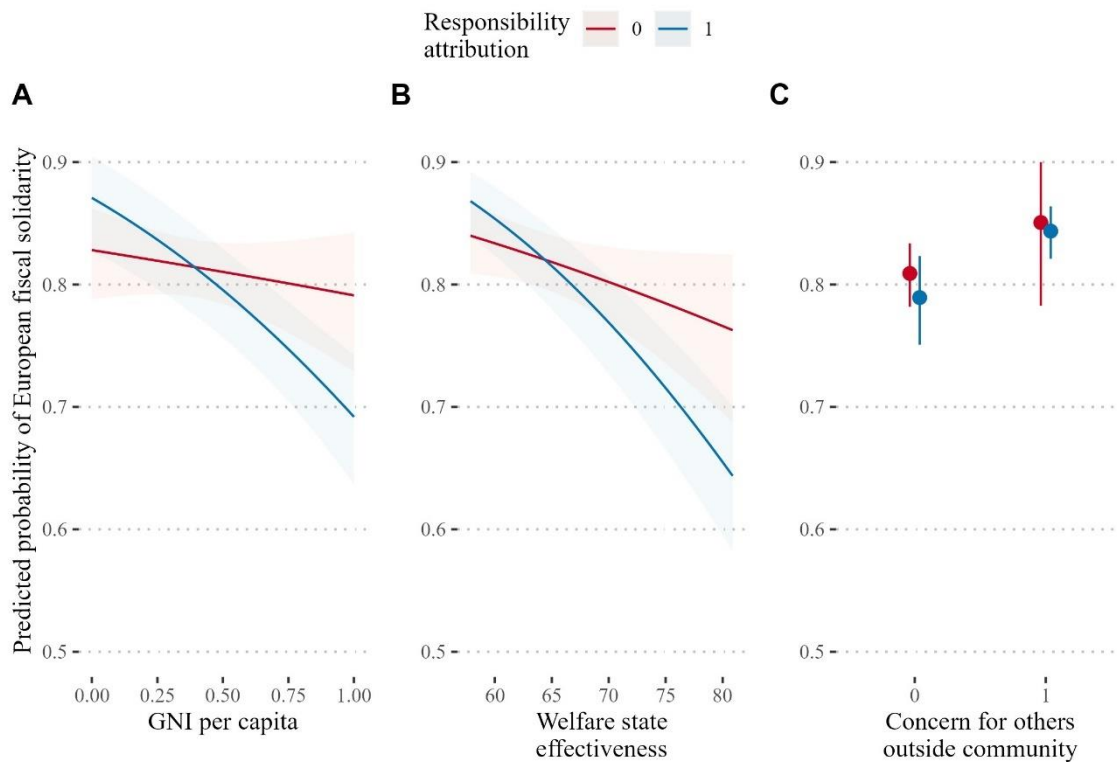 Responsibility
attribution
0
1
A
B
C
Predicted probability of European fiscal solidarity
0.9
0.8
0.7
0.6
0.5
0.00 0.25 0.50 0.75 1.00
GNI per capita
0.9
0.8
0.7
0.6
0.5
60 65 70 75 80
Welfare state
effectiveness
0.9
0.8
0.7
0.6
0.5
0 1
Concern for others
outside community